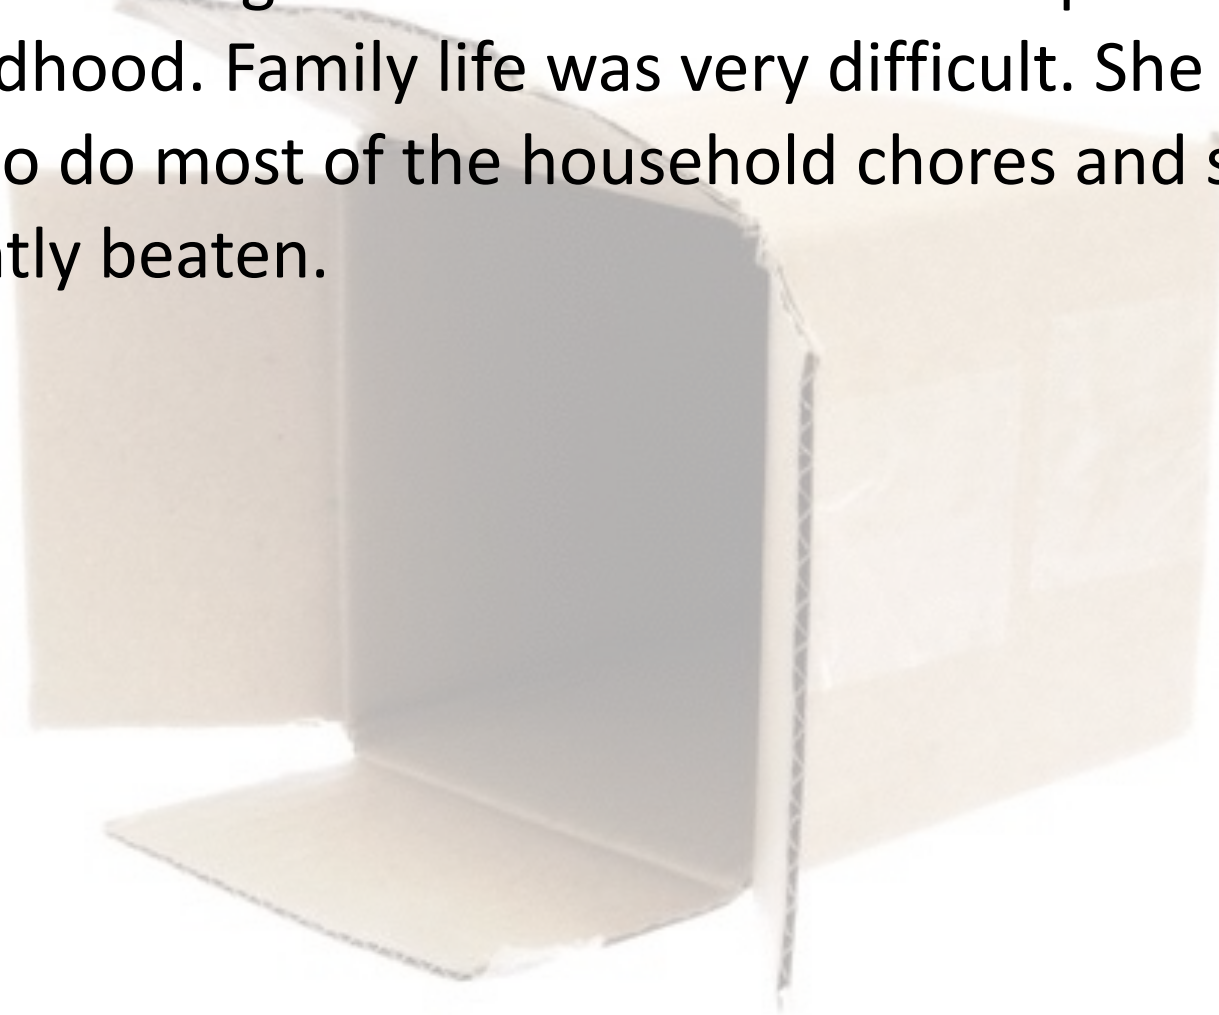 dhood. Family life was very difficult. She
o do most of the household chores and s
tly beaten.